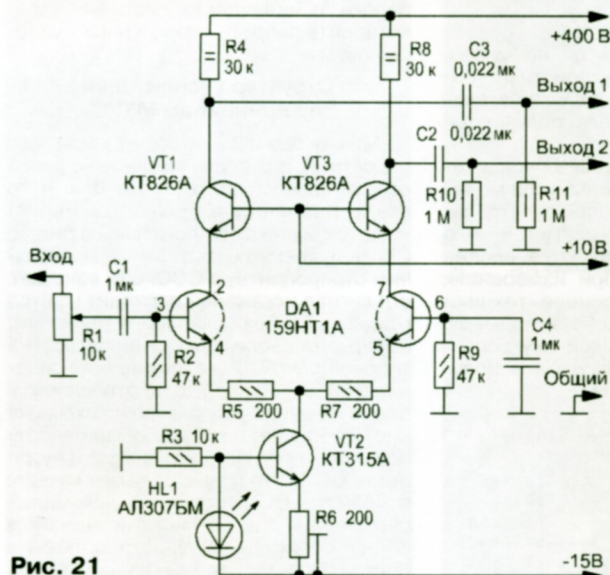 +400 В
R4
30 к
R8
30 к
C3
0,022 мк
Выход 1
C2
0,022 мк
Выход 2
VT1
КТ826А
VT3
КТ826А
R10
1 М
R11
1 М
+10 В
Вход
C1
1 мк
3
2
4
DA1
159НТ1А
7
6
5
C4
1 мк
R1
10 к
R2
47 к
R9
47 к
Общий
R5 200
R7 200
R3 10 к
VT2
КТ315А
HL1
АЛ307БМ
R6 200
-15В
Рис. 21